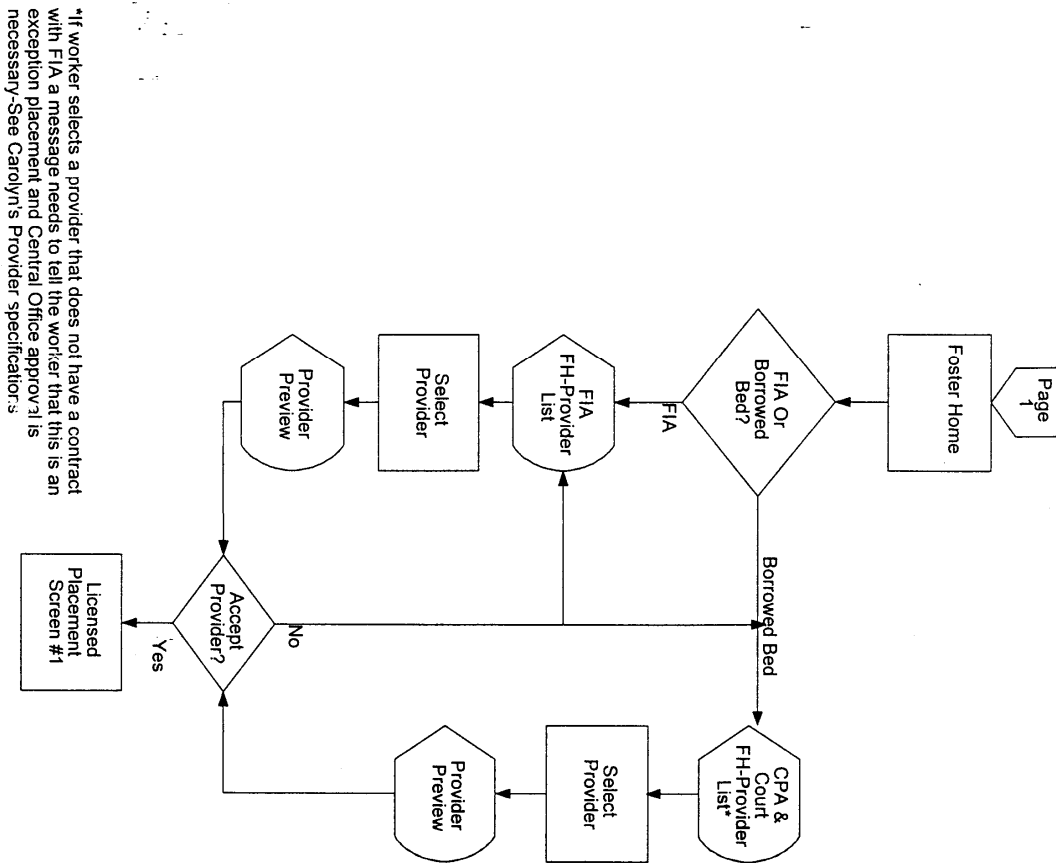 Page
1
Foster Home
FIA Or
Borrowed
Bed?
FIA
Borrowed Bed
FIA
FH-Provider
List
Select
Provider
Provider
Preview
CPA &
Court
FH-Provider
List*
Select
Provider
Provider
Preview
Accept
Provider?
No
Yes
Licensed
Placement
Screen #1
*If worker selects a provider that does not have a contract
with FIA a message needs to tell the worker that this is an
exception placement and Central Office approval is
necessary-See Carolyn's Provider specifications